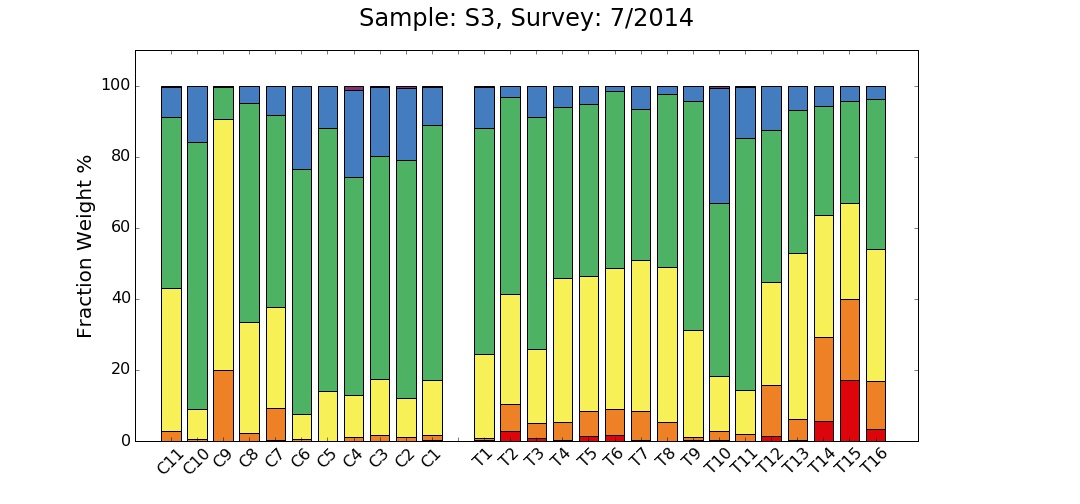 Sample: S3, Survey: 7/2014
Fraction Weight %
100
80
60
40
20
0
C11 C10 C9 C8 C7 C6 C5 C4 C3 C2 C1 T1 T2 T3 T4 T5 T6 T7 T8 T9 T10 T11 T12 T13 T14 T15 T16